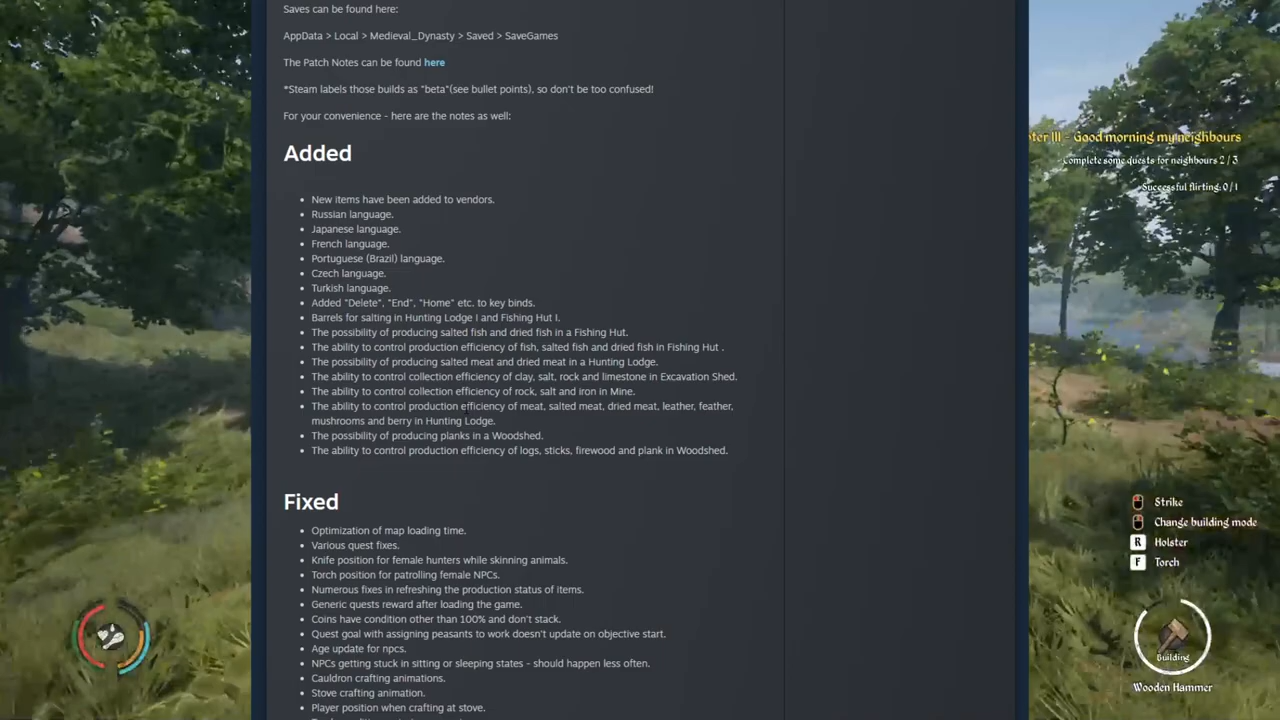 Saves can be found here:
AppData > Local > Medieval_Dynasty > Saved > SaveGames
The Patch Notes can be found here
*Steam labels those builds as "beta"(see bullet points), so don't be too confused!
For your convenience - here are the notes as well:
Added
New items have been added to vendors.
Russian language.
Japanese language.
French language.
Portuguese (Brazil) language.
Czech language.
Turkish language.
Added "Delete", "End", "Home" etc. to key binds.
Barrels for salting in Hunting Lodge I and Fishing Hut I.
The possibility of producing salted fish and dried fish in a Fishing Hut.
The ability to control production efficiency of fish, salted fish and dried fish in Fishing Hut .
The possibility of producing salted meat and dried meat in a Hunting Lodge.
The ability to control collection efficiency of clay, salt, rock and limestone in Excavation Shed.
The ability to control collection efficiency of rock, salt and iron in Mine.
The ability to control production efficiency of meat, salted meat, dried meat, leather, feather,
mushrooms and berry in Hunting Lodge.
The possibility of producing planks in a Woodshed.
The ability to control production efficiency of logs, sticks, firewood and plank in Woodshed.
Fixed
Optimization of map loading time.
Various quest fixes.
Knife position for female hunters while skinning animals.
Torch position for patrolling female NPCs.
Numerous fixes in refreshing the production status of items.
Generic quests reward after loading the game.
Coins have condition other than 100% and don't stack.
Quest goal with assigning peasants to work doesn't update on objective start.
Age update for npcs.
NPCs getting stuck in sitting or sleeping states - should happen less often.
Cauldron crafting animations.
Stove crafting animation.
Player position when crafting at stove.
III - Good morning my neighbours
Complete some quests for neighbours 2 / 3
Successful flirting: 0 / 1
Strike
Change building mode
R Holster
F Torch
Building
Wooden Hammer